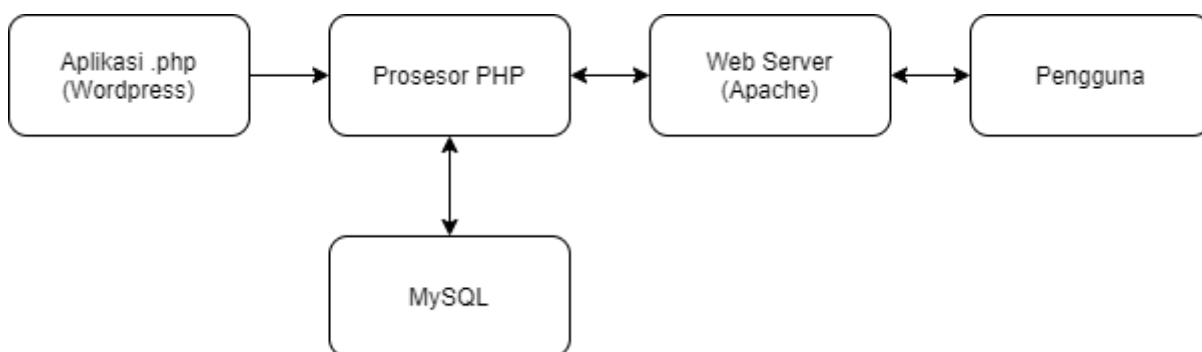 Aplikasi .php
(Wordpress)
Prosesor PHP
Web Server
(Apache)
Pengguna
MySQL